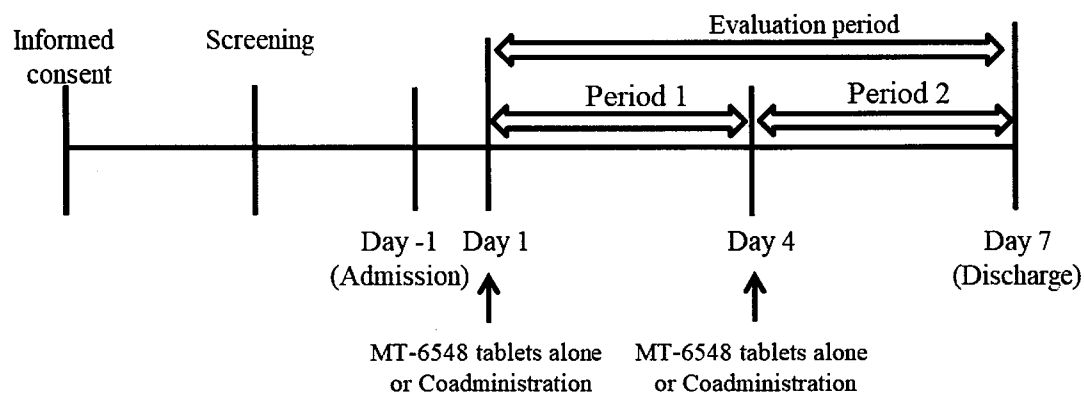 Informed
consent
Screening
Evaluation period
Period 1
Period 2
Day -1
(Admission)
Day 1
Day 4
Day 7
(Discharge)
MT-6548 tablets alone
or Coadministration
MT-6548 tablets alone
or Coadministration